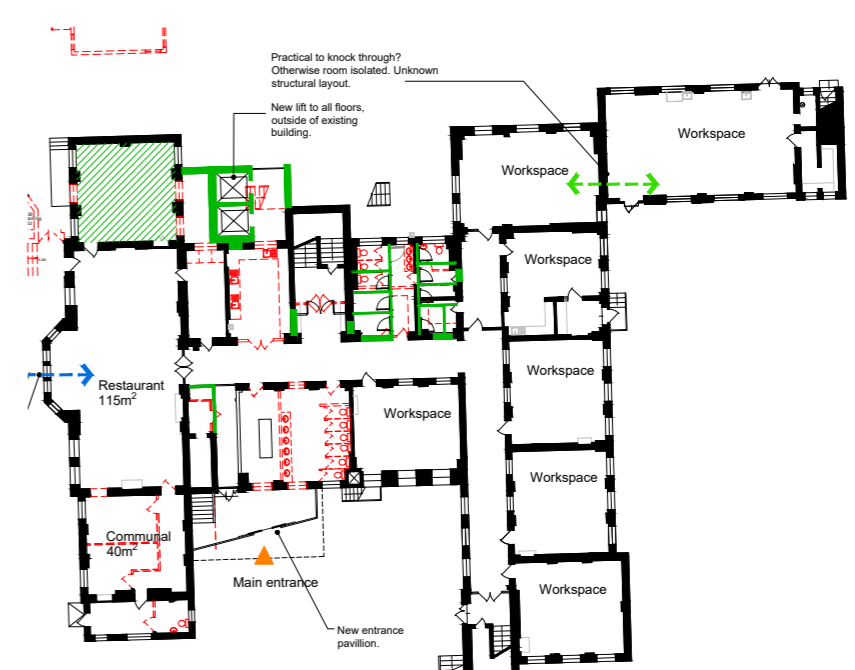 Practical to knock through?
Otherwise room isolated. Unknown
structural layout.
New lift to all floors,
outside of existing
building.
Workspace
Workspace
Workspace
Workspace
Restaurant
115m²
Workspace
Workspace
Communal
40m²
Main entrance
Workspace
New entrance
pavillion.